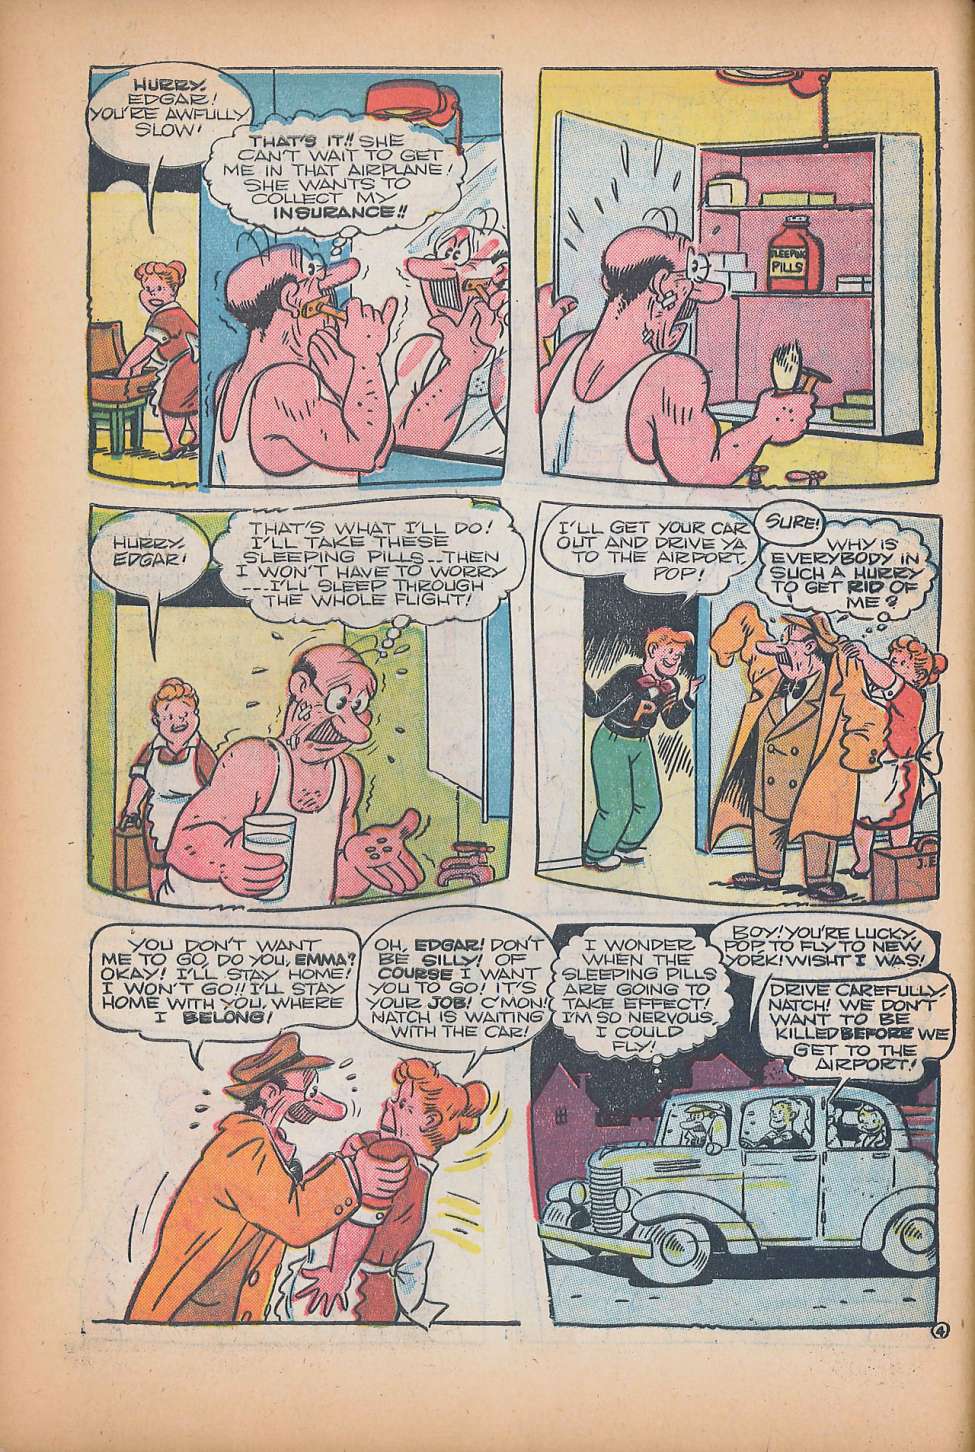 HURRY,
EDGAR!
YOU'RE AWFULLY
SLOW!
THAT'S IT!! SHE
CAN'T WAIT TO GET
ME IN THAT AIRPLANE!
SHE WANTS TO
COLLECT MY
INSURANCE!!
PILLS
HURRY,
EDGAR!
THAT'S WHAT I'LL DO!
I'LL TAKE THESE
SLEEPING PILLS...THEN
I WON'T HAVE TO WORRY
---I'LL SLEEP THROUGH
THE WHOLE FLIGHT!
I'LL GET YOUR CAR
OUT AND DRIVE YA
TO THE AIRPORT,
POP!
SURE!
WHY IS
EVERYBODY IN
SUCH A HURRY
TO GET RID OF
ME?
P
J.E
YOU DON'T WANT
ME TO GO, DO YOU, EMMA?
OKAY! I'LL STAY HOME!
I WON'T GO!! I'LL STAY
HOME WITH YOU, WHERE
I BELONG!
OH, EDGAR! DON'T
BE SILLY! OF
COURSE I WANT
YOU TO GO! IT'S
YOUR JOB! C'MON!
NATCH IS WAITING
WITH THE CAR!
I WONDER
WHEN THE
SLEEPING PILLS
ARE GOING TO
TAKE EFFECT!
I'M SO NERVOUS,
I COULD
FLY!
BOY! YOU'RE LUCKY,
POP, TO FLY TO NEW
YORK! WISHT I WAS!
DRIVE CAREFULLY,
NATCH! WE DON'T
WANT TO BE
KILLED BEFORE WE
GET TO THE
AIRPORT!
4